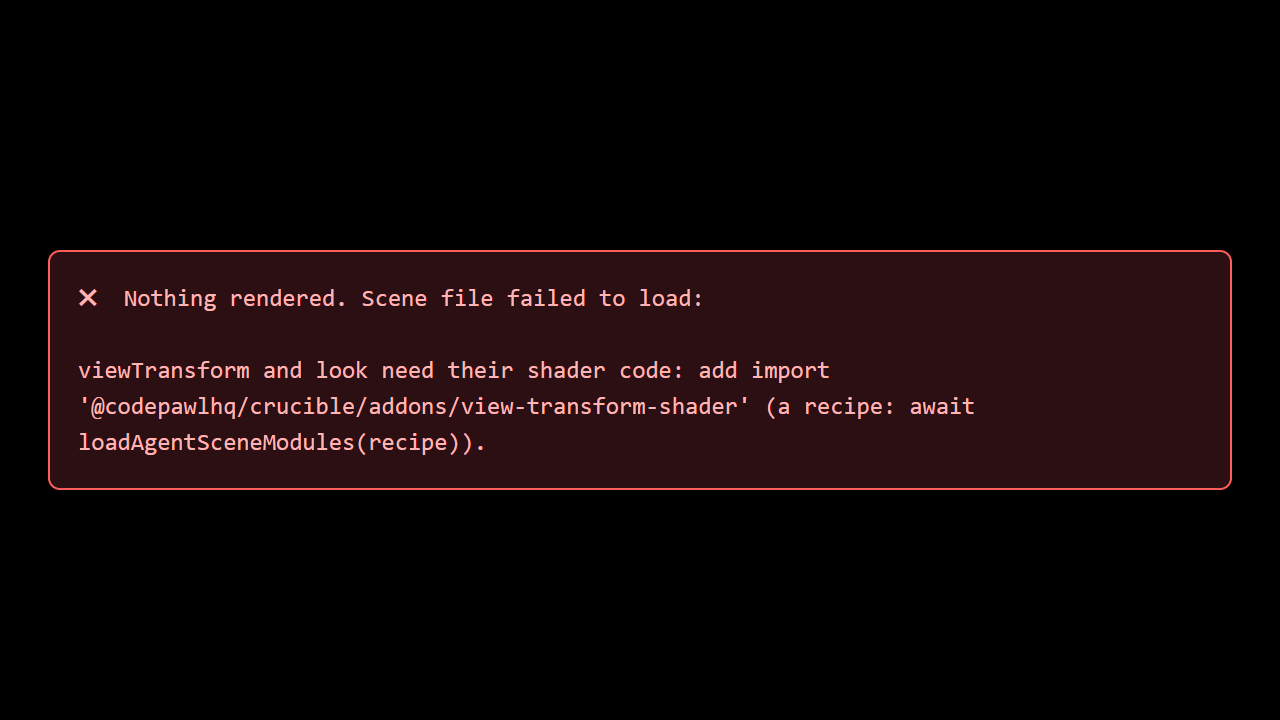 ✕ Nothing rendered. Scene file failed to load:
viewTransform and look need their shader code: add import
'@codepawlhq/crucible/addons/view-transform-shader' (a recipe: await
loadAgentSceneModules(recipe)).